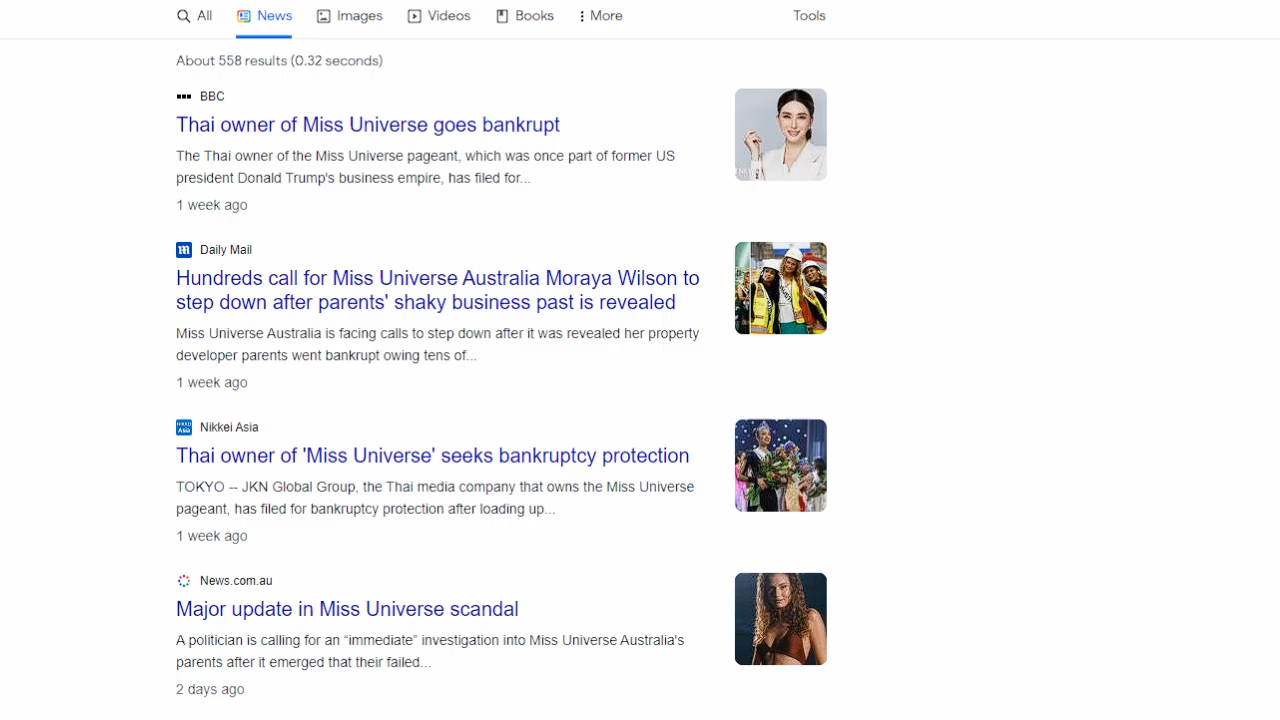 All News Images Videos Books More Tools
About 558 results (0.32 seconds)
BBC
Thai owner of Miss Universe goes bankrupt
The Thai owner of the Miss Universe pageant, which was once part of former US
president Donald Trump's business empire, has filed for...
1 week ago
Daily Mail
Hundreds call for Miss Universe Australia Moraya Wilson to
step down after parents' shaky business past is revealed
Miss Universe Australia is facing calls to step down after it was revealed her property
developer parents went bankrupt owing tens of...
1 week ago
Nikkei Asia
Thai owner of 'Miss Universe' seeks bankruptcy protection
TOKYO -- JKN Global Group, the Thai media company that owns the Miss Universe
pageant, has filed for bankruptcy protection after loading up...
1 week ago
News.com.au
Major update in Miss Universe scandal
A politician is calling for an “immediate” investigation into Miss Universe Australia's
parents after it emerged that their failed...
2 days ago